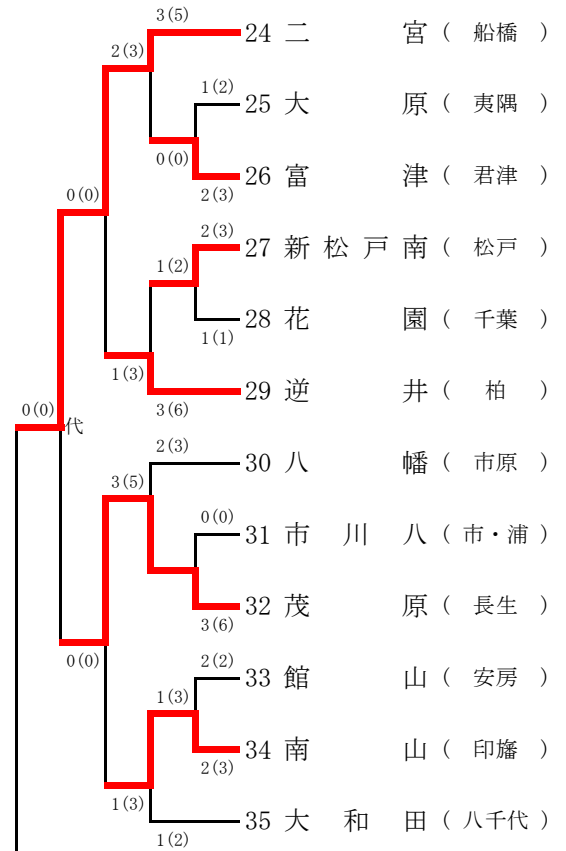 3(5)
24 二宮 ( 船橋 )
2(3)
1(2)
25 大原 ( 夷隅 )
0(0)
26 富津 ( 君津 )
0(0)
2(3)
2(3)
27 新松戸南 ( 松戸 )
1(2)
28 花園 ( 千葉 )
1(1)
1(3)
29 逆井 ( 柏 )
0(0)
3(6)
代
2(3)
30 八幡 ( 市原 )
3(5)
0(0)
31 市川八 ( 市・浦 )
32 茂原 ( 長生 )
3(6)
0(0)
2(2)
33 館山 ( 安房 )
1(3)
34 南山 ( 印旛 )
2(3)
1(3)
35 大和田 ( 八千代 )
1(2)